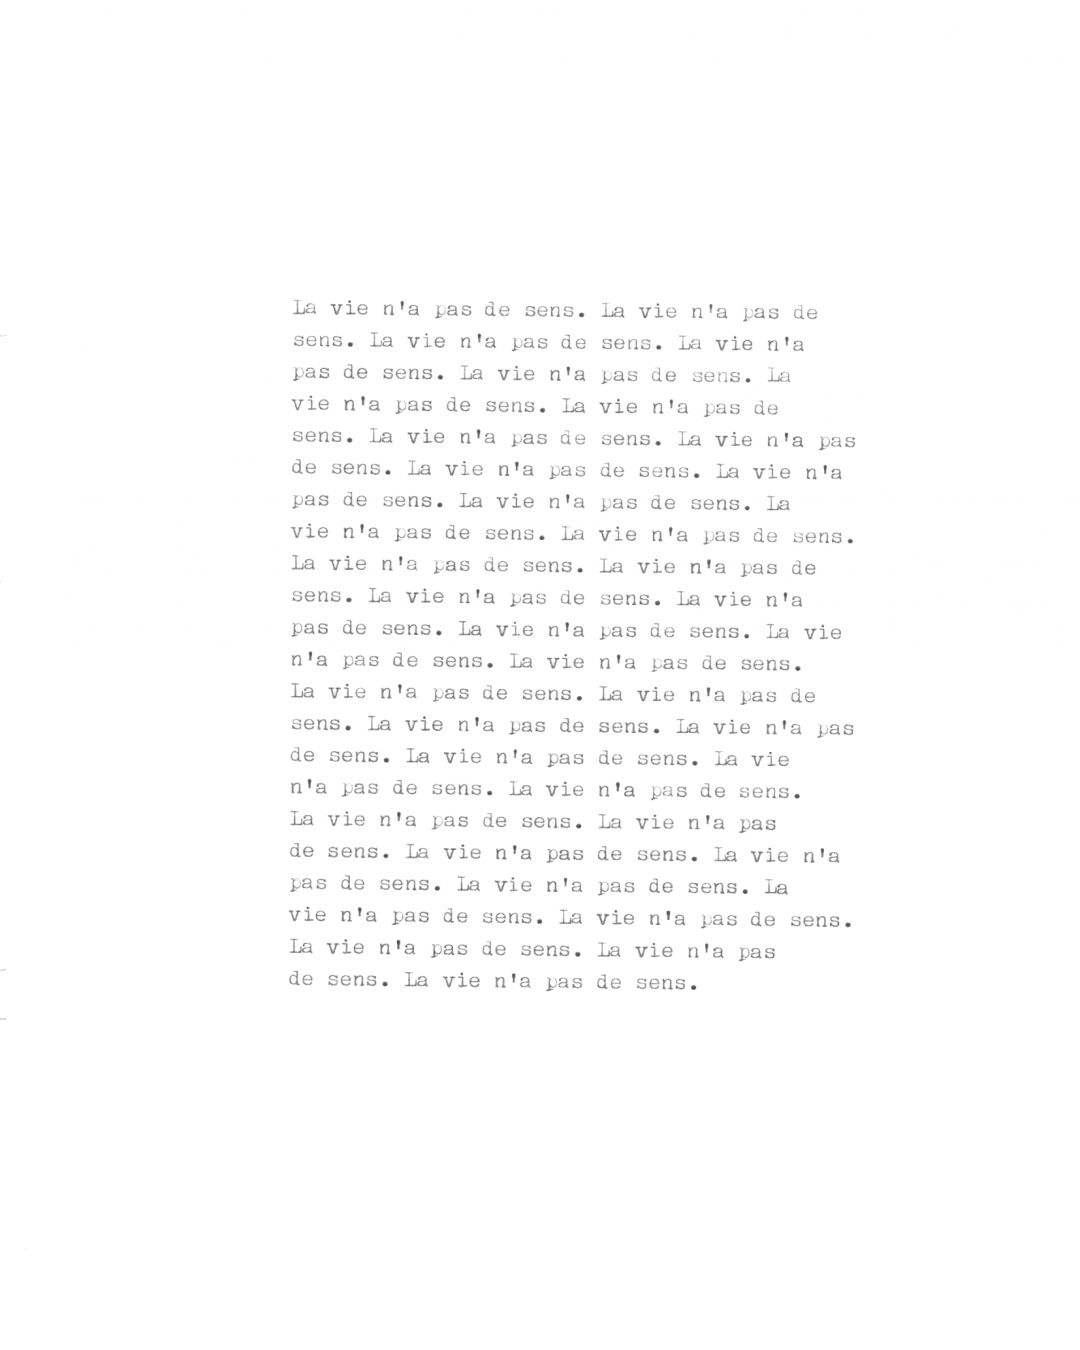 La vie n'a pas de sens. La vie n'a pas de
sens. La vie n'a pas de sens. La vie n'a
pas de sens. La vie n'a pas de sens. La
vie n'a pas de sens. La vie n'a pas de
sens. La vie n'a pas de sens. La vie n'a pas
de sens. La vie n'a pas de sens. La vie n'a
pas de sens. La vie n'a pas de sens. La
vie n'a pas de sens. La vie n'a pas de sens.
La vie n'a pas de sens. La vie n'a pas de
sens. La vie n'a pas de sens. La vie n'a
pas de sens. La vie n'a pas de sens. La vie
n'a pas de sens. La vie n'a pas de sens.
La vie n'a pas de sens. La vie n'a pas de
sens. La vie n'a pas de sens. La vie n'a pas
de sens. La vie n'a pas de sens. La vie
n'a pas de sens. La vie n'a pas de sens.
La vie n'a pas de sens. La vie n'a pas
de sens. La vie n'a pas de sens. La vie n'a
pas de sens. La vie n'a pas de sens. La
vie n'a pas de sens. La vie n'a pas de sens.
La vie n'a pas de sens. La vie n'a pas
de sens. La vie n'a pas de sens.